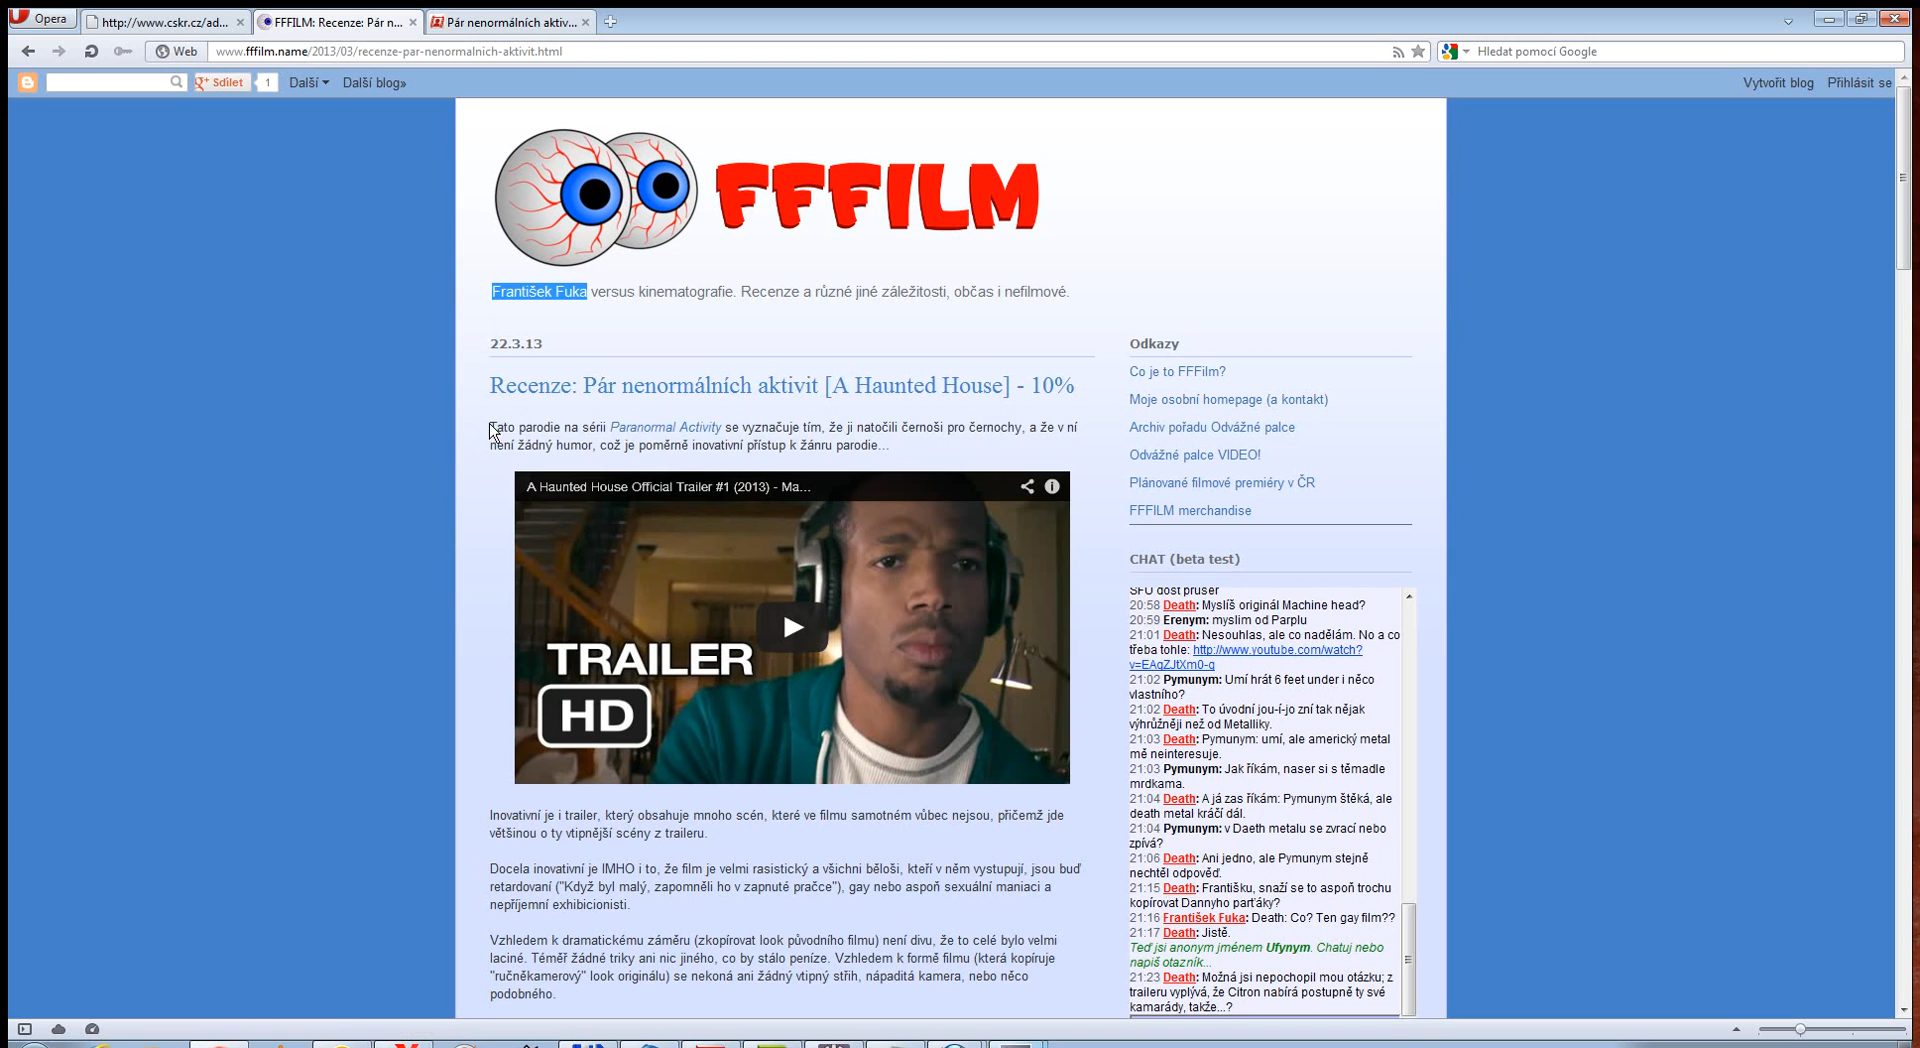 Opera
http://www.cskr.cz/ad...
FFFILM: Recenze: Pár n...
Pár nenormálních aktiv...
Web
www.fffilm.name/2013/03/recenze-par-nenormalnich-aktivit.html
Hledat pomocí Google
Sdílet
1
Další
Další blog»
Vytvořit blog
Přihlásit se
FFFILM
František Fuka versus kinematografie. Recenze a různé jiné záležitosti, občas i nefilmové.
22.3.13
Recenze: Pár nenormálních aktivit [A Haunted House] - 10%
Tato parodie na sérii Paranormal Activity se vyznačuje tím, že ji natočili černoši pro černochy, a že v ní
není žádný humor, což je poměrně inovativní přístup k žánru parodie...
A Haunted House Official Trailer #1 (2013) - Ma...
TRAILER
HD
Inovativní je i trailer, který obsahuje mnoho scén, které ve filmu samotném vůbec nejsou, přičemž jde
většinou o ty vtipnější scény z traileru.
Docela inovativní je IMHO i to, že film je velmi rasistický a všichni běloši, kteří v něm vystupují, jsou buď
retardovaní ("Když byl malý, zapomněli ho v zapnuté pračce"), gay nebo aspoň sexuální maniaci a
nepříjemní exhibicionisti.
Vzhledem k dramatickému záměru (zkopírovat look původního filmu) není divu, že to celé bylo velmi
laciné. Téměř žádné triky ani nic jiného, co by stálo peníze. Vzhledem k formě filmu (která kopíruje
"ručněkamerový" look originálu) se nekoná ani žádný vtipný střih, nápaditá kamera, nebo něco
podobného.
Odkazy
Co je to FFFilm?
Moje osobní homepage (a kontakt)
Archiv pořadu Odvážné palce
Odvážné palce VIDEO!
Plánované filmové premiéry v ČR
FFFILM merchandise
CHAT (beta test)
SFU dost průser
20:58 Death: Myslíš originál Machine head?
20:59 Erenym: myslim od Parplu
21:01 Death: Nesouhlas, ale co nadělám. No a co
třeba tohle: http://www.youtube.com/watch?
v=EAgZJtXm0-g
21:02 Pymunym: Umí hrát 6 feet under i něco
vlastního?
21:02 Death: To úvodní jou-í-jo zní tak nějak
výhrůžněji než od Metalliky.
21:03 Death: Pymunym: umí, ale americký metal
mě neinteresuje.
21:03 Pymunym: Jak říkám, naser si s těmadle
mrdkama.
21:04 Death: A já zas říkám: Pymunym štěká, ale
death metal kráčí dál.
21:04 Pymunym: v Daeth metalu se zvrací nebo
zpívá?
21:06 Death: Ani jedno, ale Pymunym stejně
nechtěl odpověď.
21:15 Death: Františku, snaží se to aspoň trochu
kopírovat Dannyho parťáky?
21:16 František Fuka: Death: Co? Ten gay film??
21:17 Death: Jistě.
Teď jsi anonym jménem Ufynym. Chatuj nebo
napiš otazník...
21:23 Death: Možná jsi nepochopil mou otázku; z
traileru vyplývá, že Citron nabírá postupně ty své
kamarády, takže...?